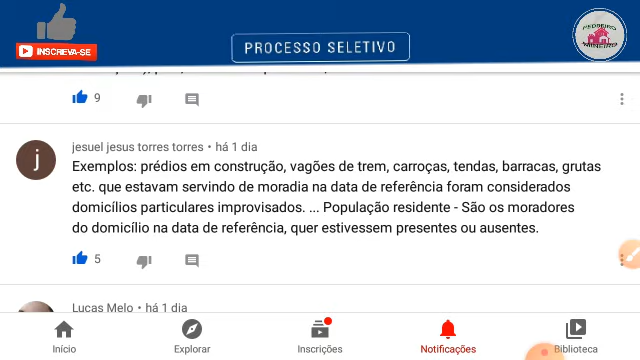 INSCREVA-SE
PROCESSO SELETIVO
PEDREIRO
MINEIRO
9
j
jesuel jesus torres torres • há 1 dia
Exemplos: prédios em construção, vagões de trem, carroças, tendas, barracas, grutas
etc. que estavam servindo de moradia na data de referência foram considerados
domicílios particulares improvisados. ... População residente - São os moradores
do domicílio na data de referência, quer estivessem presentes ou ausentes.
5
Lucas Melo • há 1 dia
Início
Explorar
Inscrições
Notificações
Biblioteca